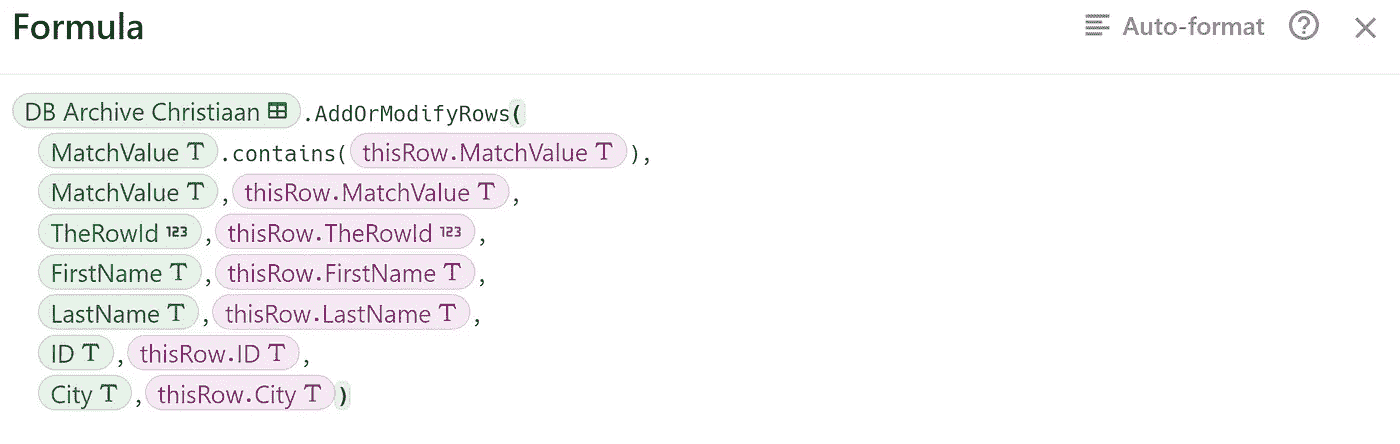 Formula
Auto-format ?
DB Archive Christiaan .AddOrModifyRows(
MatchValue T .contains( thisRow.MatchValue T ),
MatchValue T , thisRow.MatchValue T ,
TheRowId 123 , thisRow.TheRowId 123 ,
FirstName T , thisRow.FirstName T ,
LastName T , thisRow.LastName T ,
ID T , thisRow.ID T ,
City T , thisRow.City T )